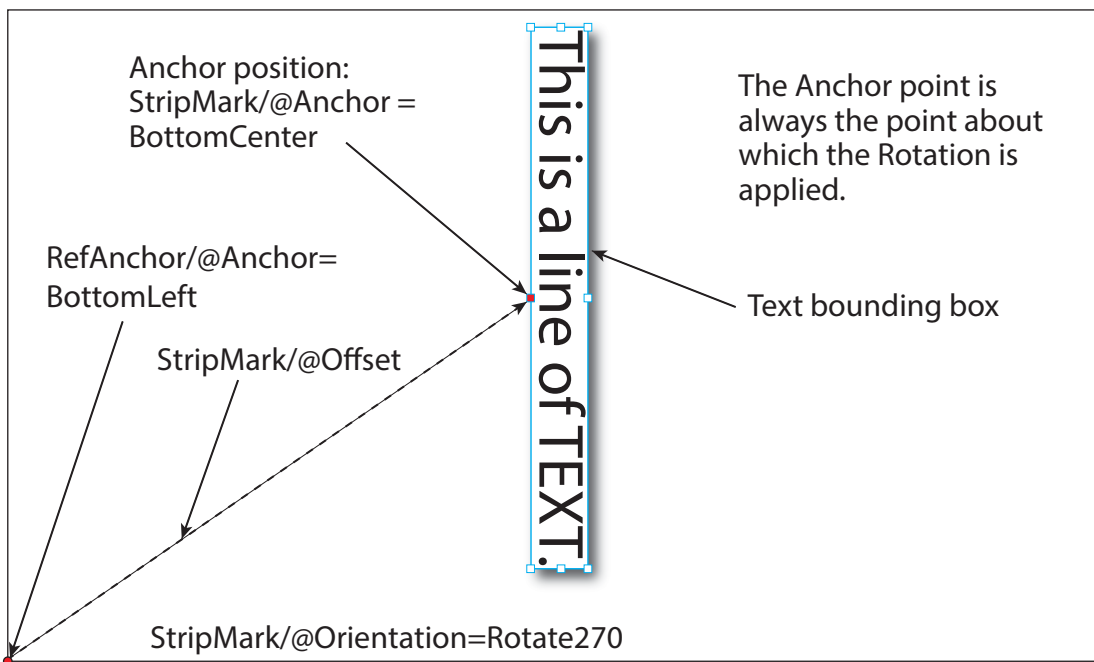 Anchor position:
StripMark/@Anchor =
BottomCenter
This is a line of TEXT.
The Anchor point is
always the point about
which the Rotation is
applied.
RefAnchor/@Anchor=
BottomLeft
Text bounding box
StripMark/@Offset
StripMark/@Orientation=Rotate270